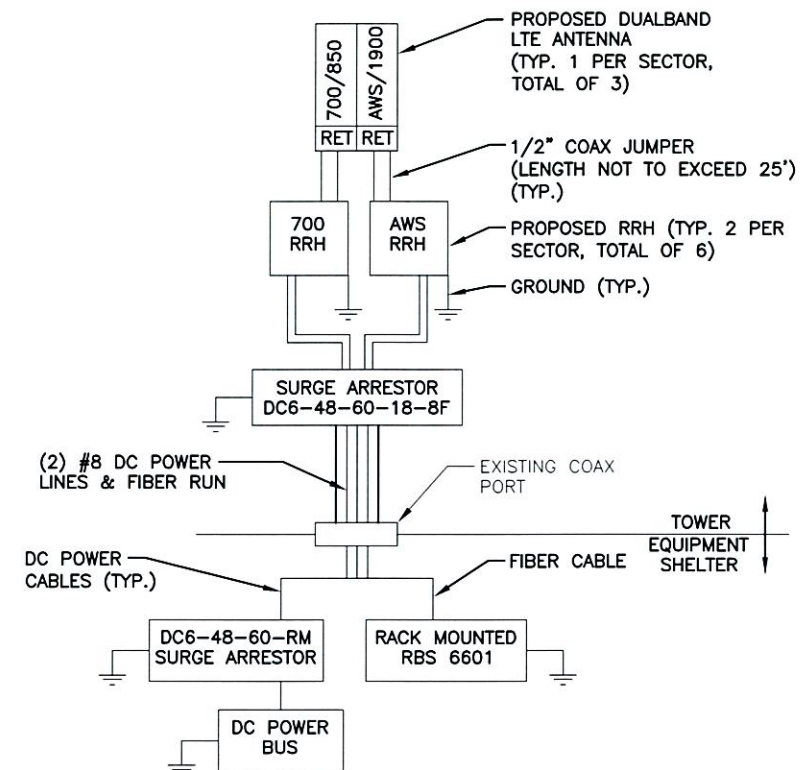 PROPOSED DUALBAND
LTE ANTENNA
(TYP. 1 PER SECTOR,
TOTAL OF 3)
700/850
AWS/1900
RET RET
1/2" COAX JUMPER
(LENGTH NOT TO EXCEED 25')
(TYP.)
700
RRH
AWS
RRH
PROPOSED RRH (TYP. 2 PER
SECTOR, TOTAL OF 6)
GROUND (TYP.)
SURGE ARRESTOR
DC6-48-60-18-8F
(2) #8 DC POWER
LINES & FIBER RUN
EXISTING COAX
PORT
TOWER
EQUIPMENT
SHELTER
DC POWER
CABLES (TYP.)
FIBER CABLE
DC6-48-60-RM
SURGE ARRESTOR
RACK MOUNTED
RBS 6601
DC POWER
BUS